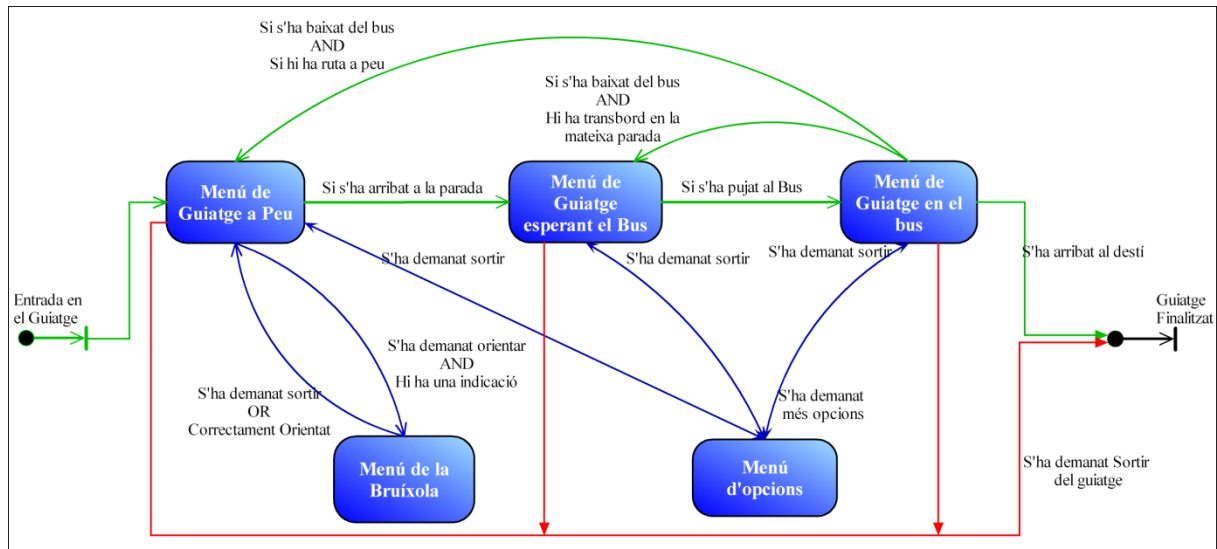 Si s'ha baixat del bus
AND
Si hi ha ruta a peu
Si s'ha baixat del bus
AND
Hi ha transbord en la
mateixa parada
Menú de
Guiatge a Peu
Si s'ha arribat a la parada
Menú de
Guiatge
esperant el Bus
Si s'ha pujat al Bus
Menú de
Guiatge en el
bus
S'ha demanat sortir
S'ha demanat sortir
S'ha demanat sortir
S'ha arribat al destí
Entrada en
el Guiatge
Guiatge
Finalitzat
S'ha demanat orientar
AND
Hi ha una indicació
S'ha demanat sortir
OR
Correctament Orientat
S'ha demanat
més opcions
Menú de la
Bruíxola
Menú
d'opcions
S'ha demanat Sortir
del guiatge